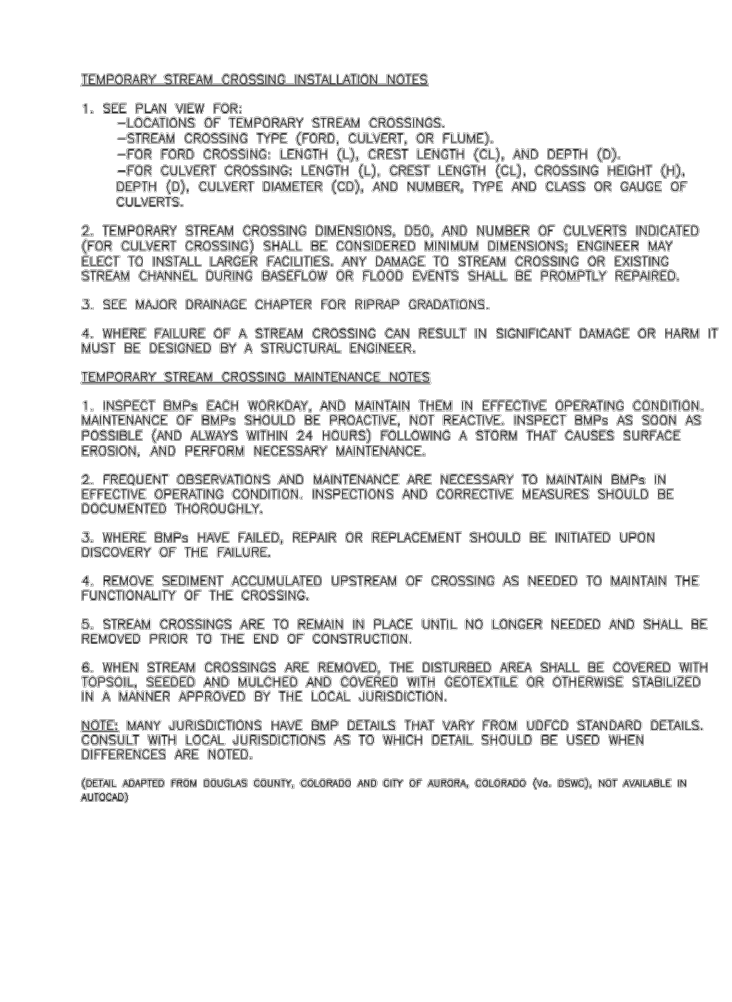 TEMPORARY STREAM CROSSING INSTALLATION NOTES
1. SEE PLAN VIEW FOR:
-LOCATIONS OF TEMPORARY STREAM CROSSINGS.
-STREAM CROSSING TYPE (FORD, CULVERT, OR FLUME).
-FOR FORD CROSSING: LENGTH (L), CREST LENGTH (CL), AND DEPTH (D).
-FOR CULVERT CROSSING: LENGTH (L), CREST LENGTH (CL), CROSSING HEIGHT (H),
DEPTH (D), CULVERT DIAMETER (CD), AND NUMBER, TYPE AND CLASS OR GAUGE OF
CULVERTS.
2. TEMPORARY STREAM CROSSING DIMENSIONS, D50, AND NUMBER OF CULVERTS INDICATED
(FOR CULVERT CROSSING) SHALL BE CONSIDERED MINIMUM DIMENSIONS; ENGINEER MAY
ELECT TO INSTALL LARGER FACILITIES. ANY DAMAGE TO STREAM CROSSING OR EXISTING
STREAM CHANNEL DURING BASEFLOW OR FLOOD EVENTS SHALL BE PROMPTLY REPAIRED.
3. SEE MAJOR DRAINAGE CHAPTER FOR RIPRAP GRADATIONS.
4. WHERE FAILURE OF A STREAM CROSSING CAN RESULT IN SIGNIFICANT DAMAGE OR HARM IT
MUST BE DESIGNED BY A STRUCTURAL ENGINEER.
TEMPORARY STREAM CROSSING MAINTENANCE NOTES
1. INSPECT BMPs EACH WORKDAY, AND MAINTAIN THEM IN EFFECTIVE OPERATING CONDITION.
MAINTENANCE OF BMPs SHOULD BE PROACTIVE, NOT REACTIVE. INSPECT BMPs AS SOON AS
POSSIBLE (AND ALWAYS WITHIN 24 HOURS) FOLLOWING A STORM THAT CAUSES SURFACE
EROSION, AND PERFORM NECESSARY MAINTENANCE.
2. FREQUENT OBSERVATIONS AND MAINTENANCE ARE NECESSARY TO MAINTAIN BMPs IN
EFFECTIVE OPERATING CONDITION. INSPECTIONS AND CORRECTIVE MEASURES SHOULD BE
DOCUMENTED THOROUGHLY.
3. WHERE BMPs HAVE FAILED, REPAIR OR REPLACEMENT SHOULD BE INITIATED UPON
DISCOVERY OF THE FAILURE.
4. REMOVE SEDIMENT ACCUMULATED UPSTREAM OF CROSSING AS NEEDED TO MAINTAIN THE
FUNCTIONALITY OF THE CROSSING.
5. STREAM CROSSINGS ARE TO REMAIN IN PLACE UNTIL NO LONGER NEEDED AND SHALL BE
REMOVED PRIOR TO THE END OF CONSTRUCTION.
6. WHEN STREAM CROSSINGS ARE REMOVED, THE DISTURBED AREA SHALL BE COVERED WITH
TOPSOIL, SEEDED AND MULCHED AND COVERED WITH GEOTEXTILE OR OTHERWISE STABILIZED
IN A MANNER APPROVED BY THE LOCAL JURISDICTION.
NOTE: MANY JURISDICTIONS HAVE BMP DETAILS THAT VARY FROM UDFCD STANDARD DETAILS.
CONSULT WITH LOCAL JURISDICTIONS AS TO WHICH DETAIL SHOULD BE USED WHEN
DIFFERENCES ARE NOTED.
(DETAIL ADAPTED FROM DOUGLAS COUNTY, COLORADO AND CITY OF AURORA, COLORADO (Va. DSWC), NOT AVAILABLE IN
AUTOCAD)